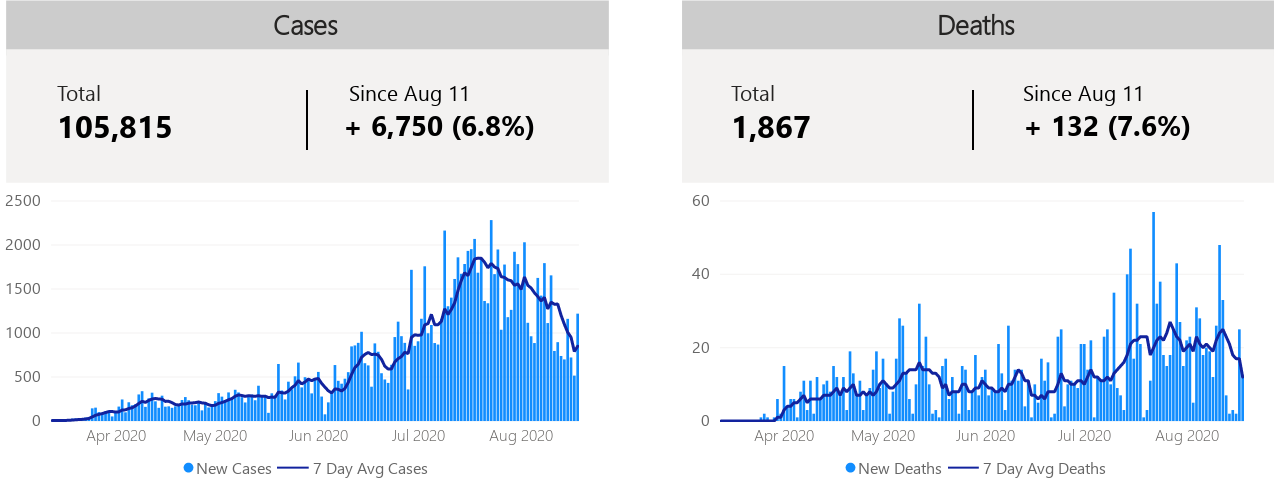 Cases
Total
Since Aug 11
105,815
+ 6,750 (6.8%)
2500
2000
1500
1000
500
0
Apr 2020 May 2020 Jun 2020 Jul 2020 Aug 2020
New Cases 7 Day Avg Cases
Deaths
Total
Since Aug 11
1,867
+ 132 (7.6%)
60
40
20
0
Apr 2020 May 2020 Jun 2020 Jul 2020 Aug 2020
New Deaths 7 Day Avg Deaths